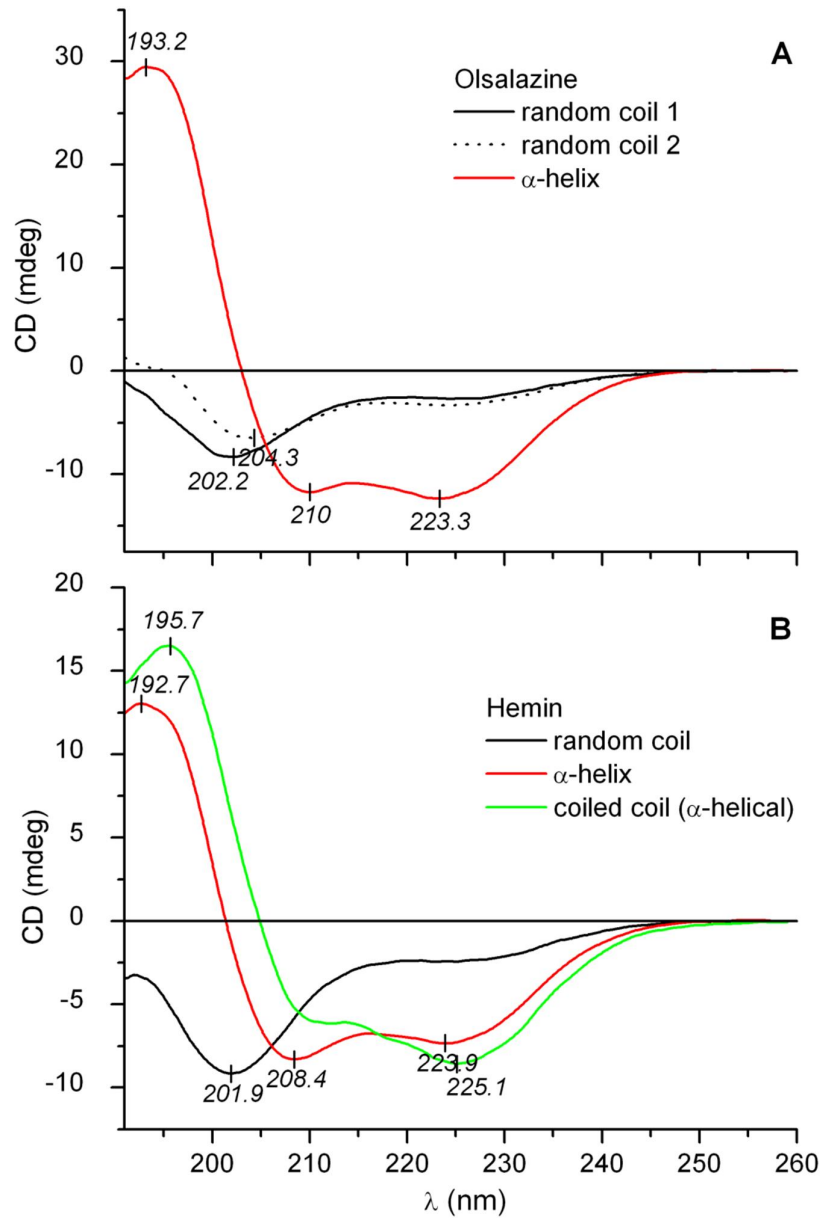 193.2
A
30
Olsalazine
random coil 1
random coil 2
α-helix
20
CD (mdeg)
10
0
204.3
202.2
-10
210
223.3
20
195.7
B
15
192.7
Hemin
random coil
α-helix
coiled coil (α-helical)
10
CD (mdeg)
5
0
-5
223.9
208.4
225.1
201.9
-10
200 210 220 230 240 250 260
λ (nm)